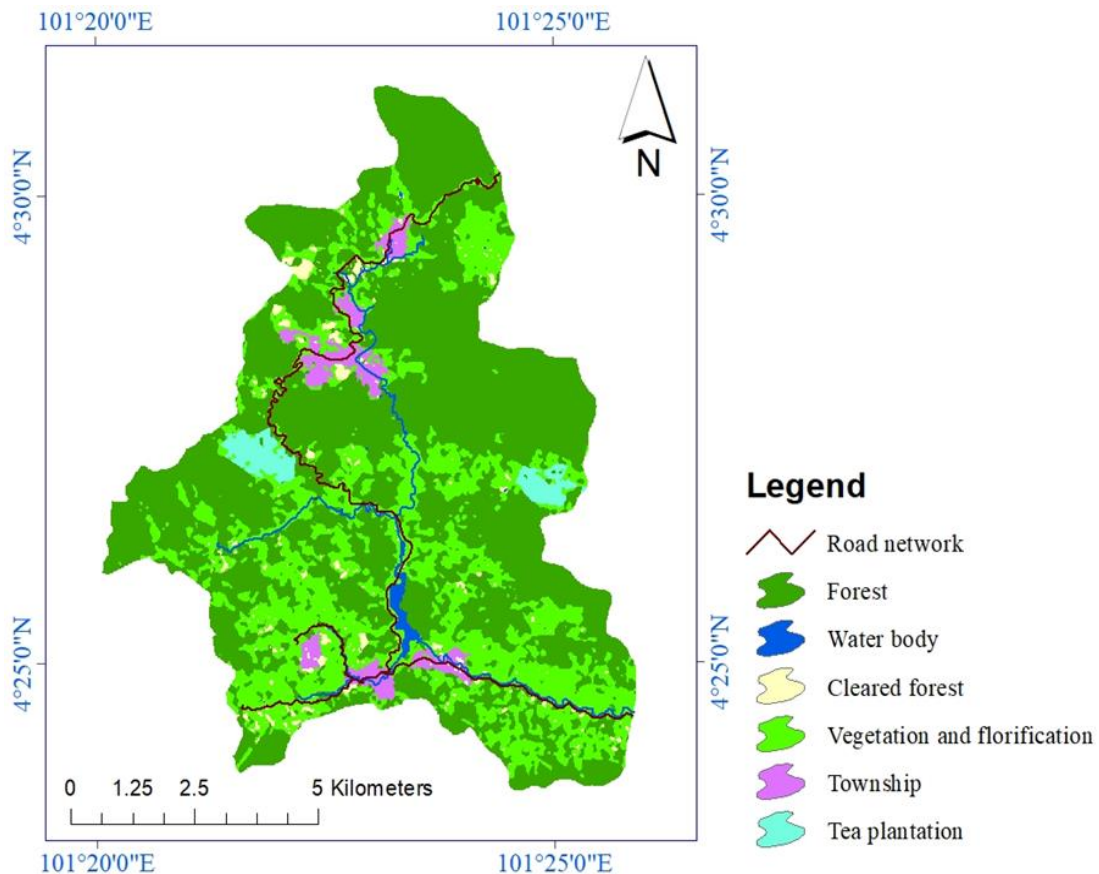 101°20'0"E 101°25'0"E
N
4°30'0"N 4°30'0"N
4°25'0"N 4°25'0"N
0 1.25 2.5 5 Kilometers
101°20'0"E 101°25'0"E
Legend
Road network
Forest
Water body
Cleared forest
Vegetation and florification
Township
Tea plantation